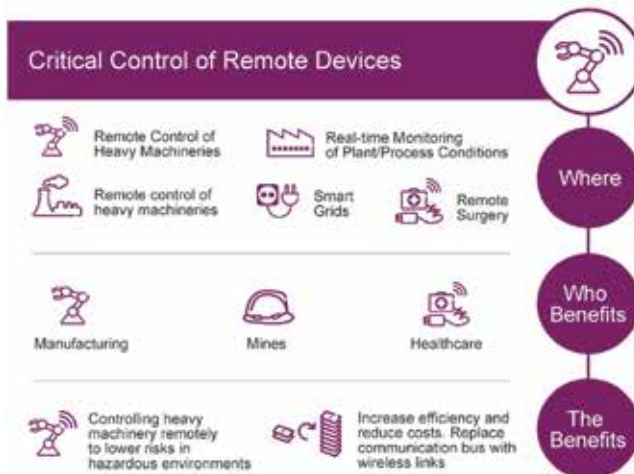 Critical Control of Remote Devices
Remote Control of
Heavy Machineries
Real-time Monitoring
of Plant/Process Conditions
Remote control of
heavy machineries
Smart
Grids
Remote
Surgery
Where
Manufacturing
Mines
Healthcare
Who
Benefits
Controlling heavy
machinery remotely
to lower risks in
hazardous environments
Increase efficiency and
reduce costs. Replace
communication bus with
wireless links
The
Benefits